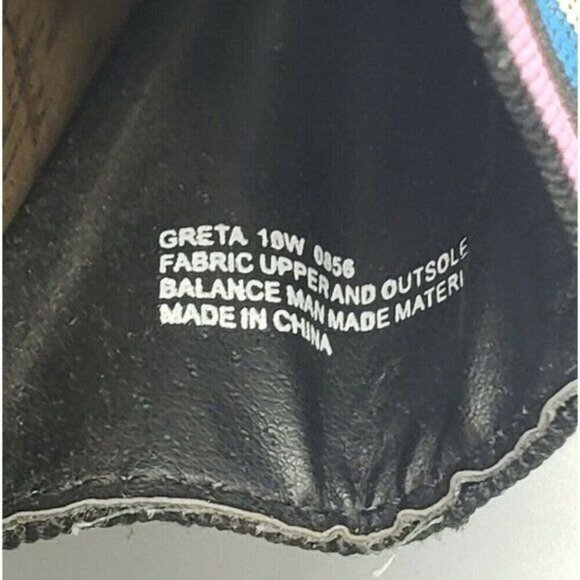 GRETA 10W 0856
FABRIC UPPER AND OUTSOLE
BALANCE MAN MADE MATERI
MADE IN CHINA